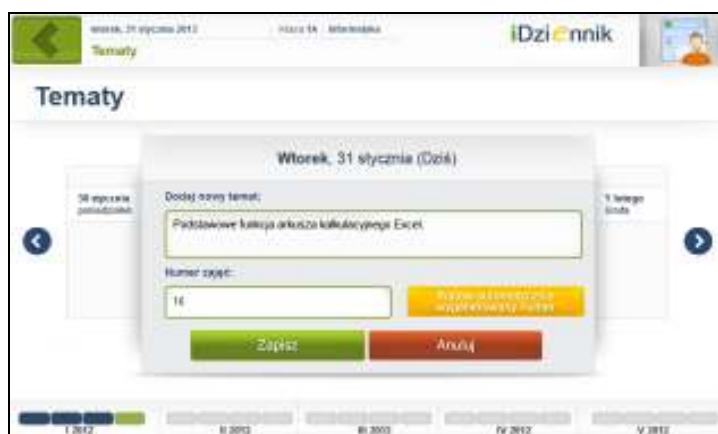 wtorek, 31 stycznia 2012
Klasa 1A Informatyka
iDziennik
Tematy
Tematy
Wtorek, 31 stycznia (Dziś)
30 stycznia
poniedziałek
Dodaj nowy temat:
1 lutego
środa
Podstawowe funkcje arkusza kalkulacyjnego Excel.
Numer zajęć:
Zapisz
Anuluj
I 2012
II 2012
III 2012
IV 2012
V 2012